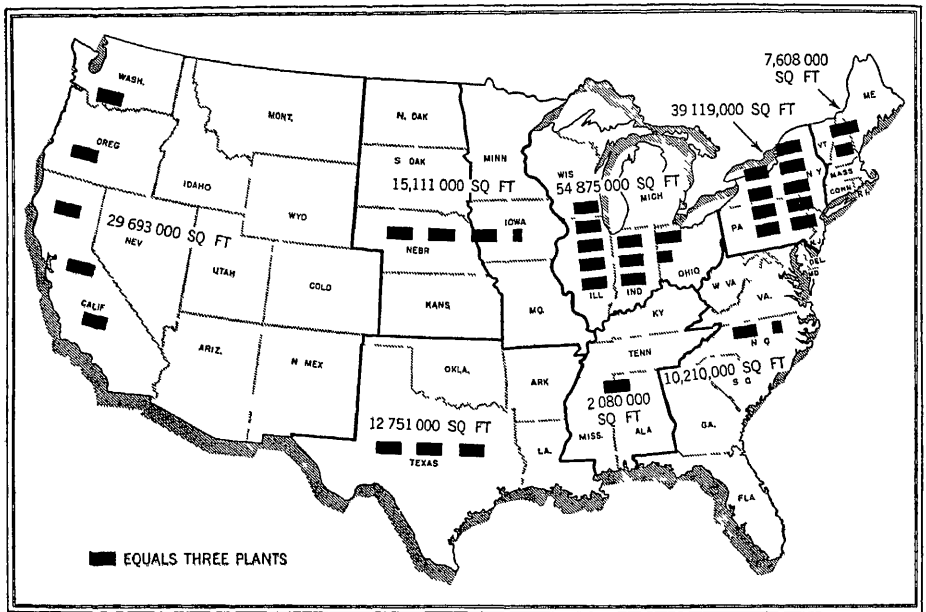 7,608 000
SQ FT
39 119,000 SQ FT
WASH.
ME
MONT.
N. DAK
MINN
VT
OREG
S DAK
WIS
N Y
MASS
IDAHO
15,111 000 SQ FT
54 875 000 SQ FT
CONN
R I
MICH
WYO
IOWA
PA
29 693 000 SQ FT
NEV
NEBR
N J
OHIO
DEL
MD
UTAH
COLO
ILL
IND
W VA
VA.
CALIF
KANS
MO.
KY
N C
ARIZ.
N MEX
OKLA.
TENN
ARK
10,210,000 SQ FT
S C
2 080 000
SQ FT
12 751 000 SQ FT
MISS.
ALA
GA.
LA.
TEXAS
FLA
EQUALS THREE PLANTS